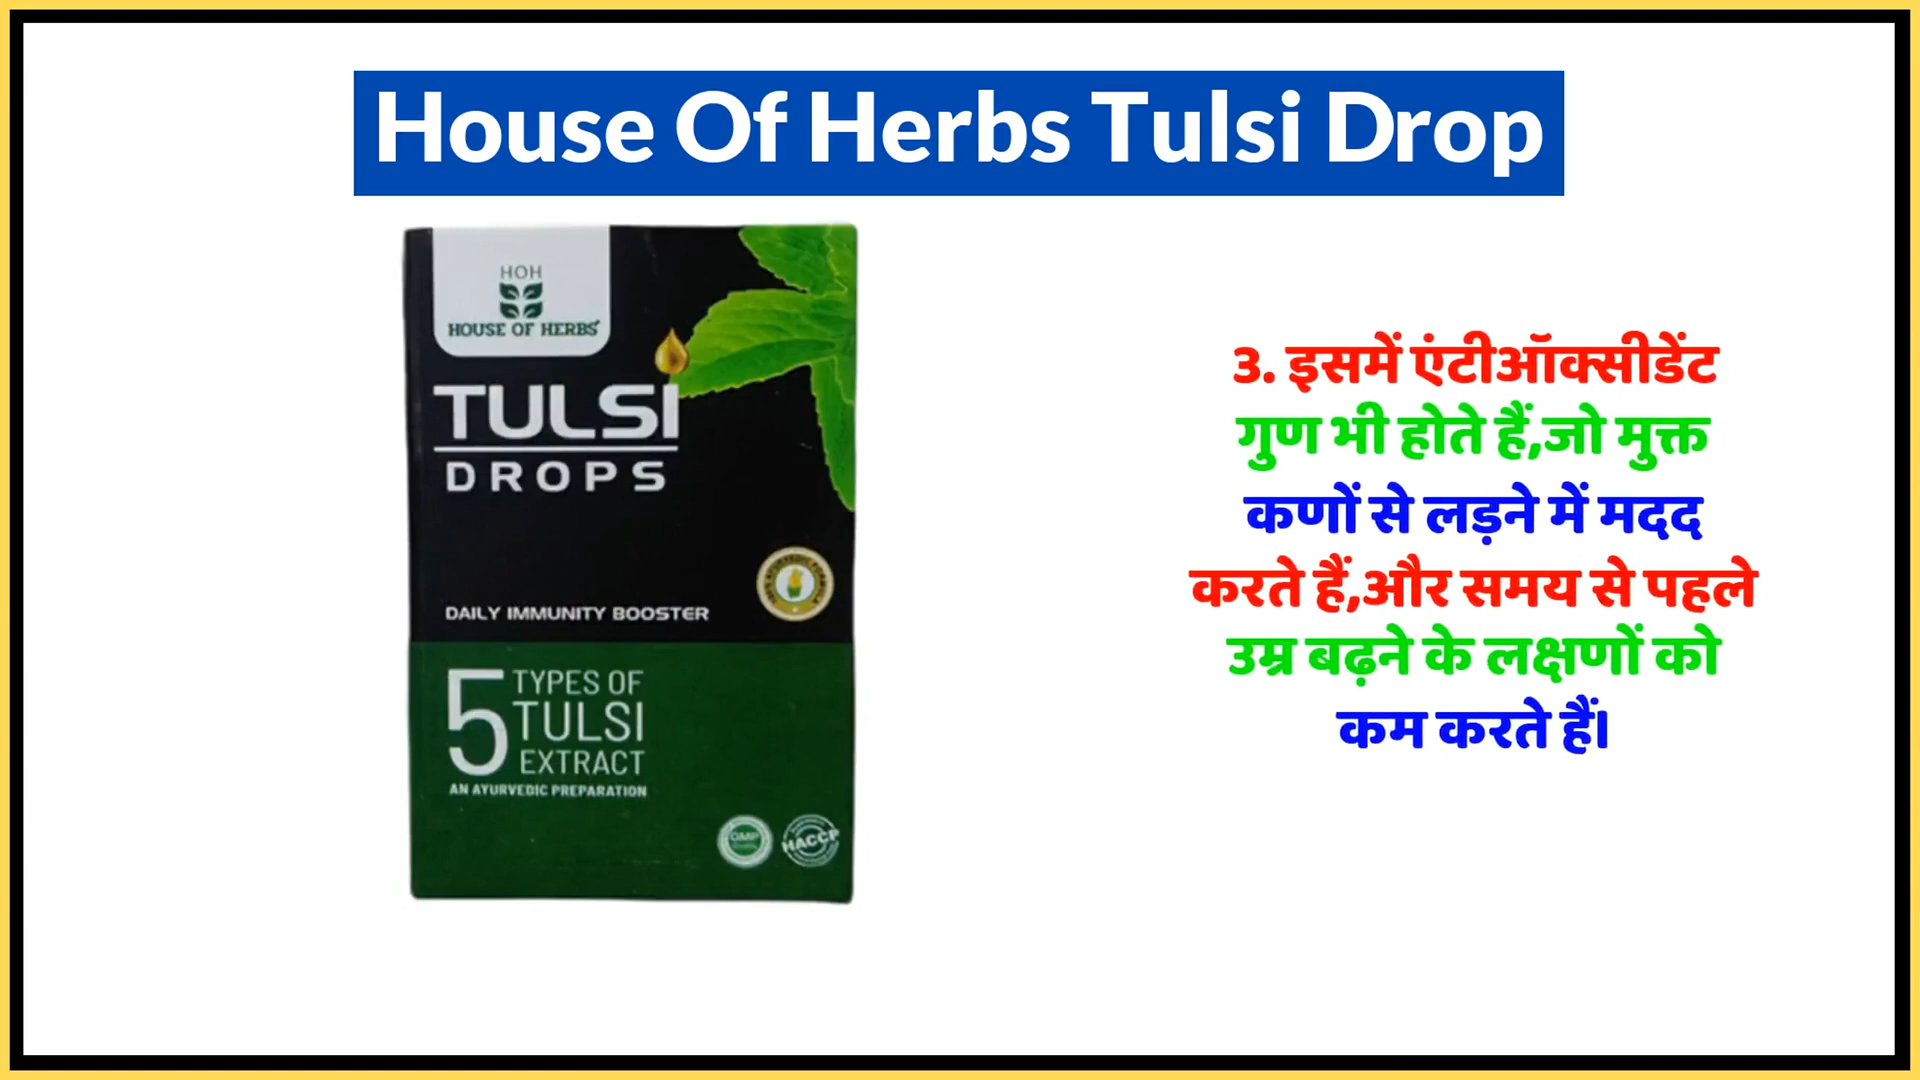 House Of Herbs Tulsi Drop
HOH
HOUSE OF HERBS
TULSI
DROPS
DAILY IMMUNITY BOOSTER
5 TYPES OF
TULSI
EXTRACT
AN AYURVEDIC PREPARATION
GMP
HACCP
3. इसमें एंटीऑक्सीडेंट
गुण भी होते हैं,जो मुक्त
कणों से लड़ने में मदद
करते हैं,और समय से पहले
उम्र बढ़ने के लक्षणों को
कम करते हैं।